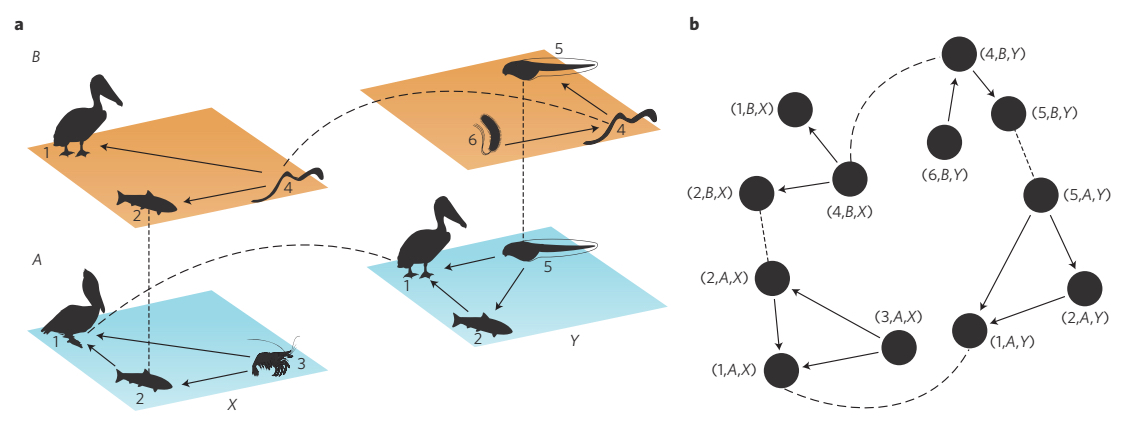 a
B
1
2
4
5
6
4
A
1
2
3
X
1
5
2
Y
b
(4,B,Y)
(1,B,X)
(5,B,Y)
(6,B,Y)
(2,B,X)
(4,B,X)
(5,A,Y)
(2,A,X)
(2,A,Y)
(3,A,X)
(1,A,Y)
(1,A,X)